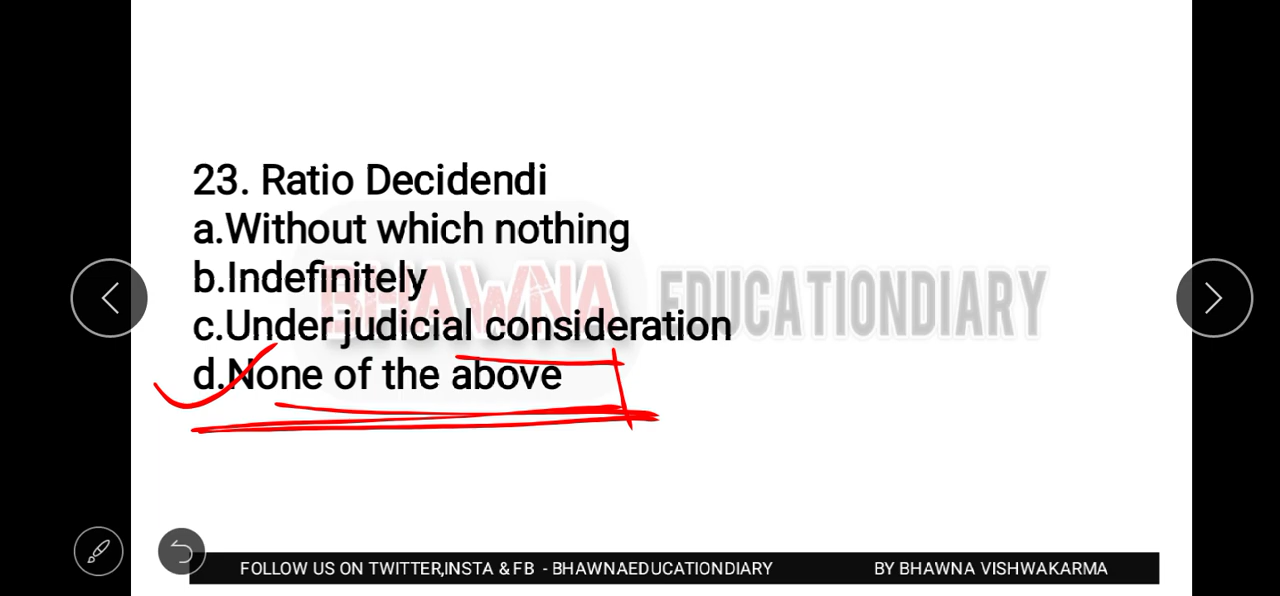 23. Ratio Decidendi
a.Without which nothing
b.Indefinitely
BHAWNA EDUCATIONDIARY
c.Under judicial consideration
d.None of the above
FOLLOW US ON TWITTER,INSTA & FB - BHAWNAEDUCATIONDIARY BY BHAWNA VISHWAKARMA